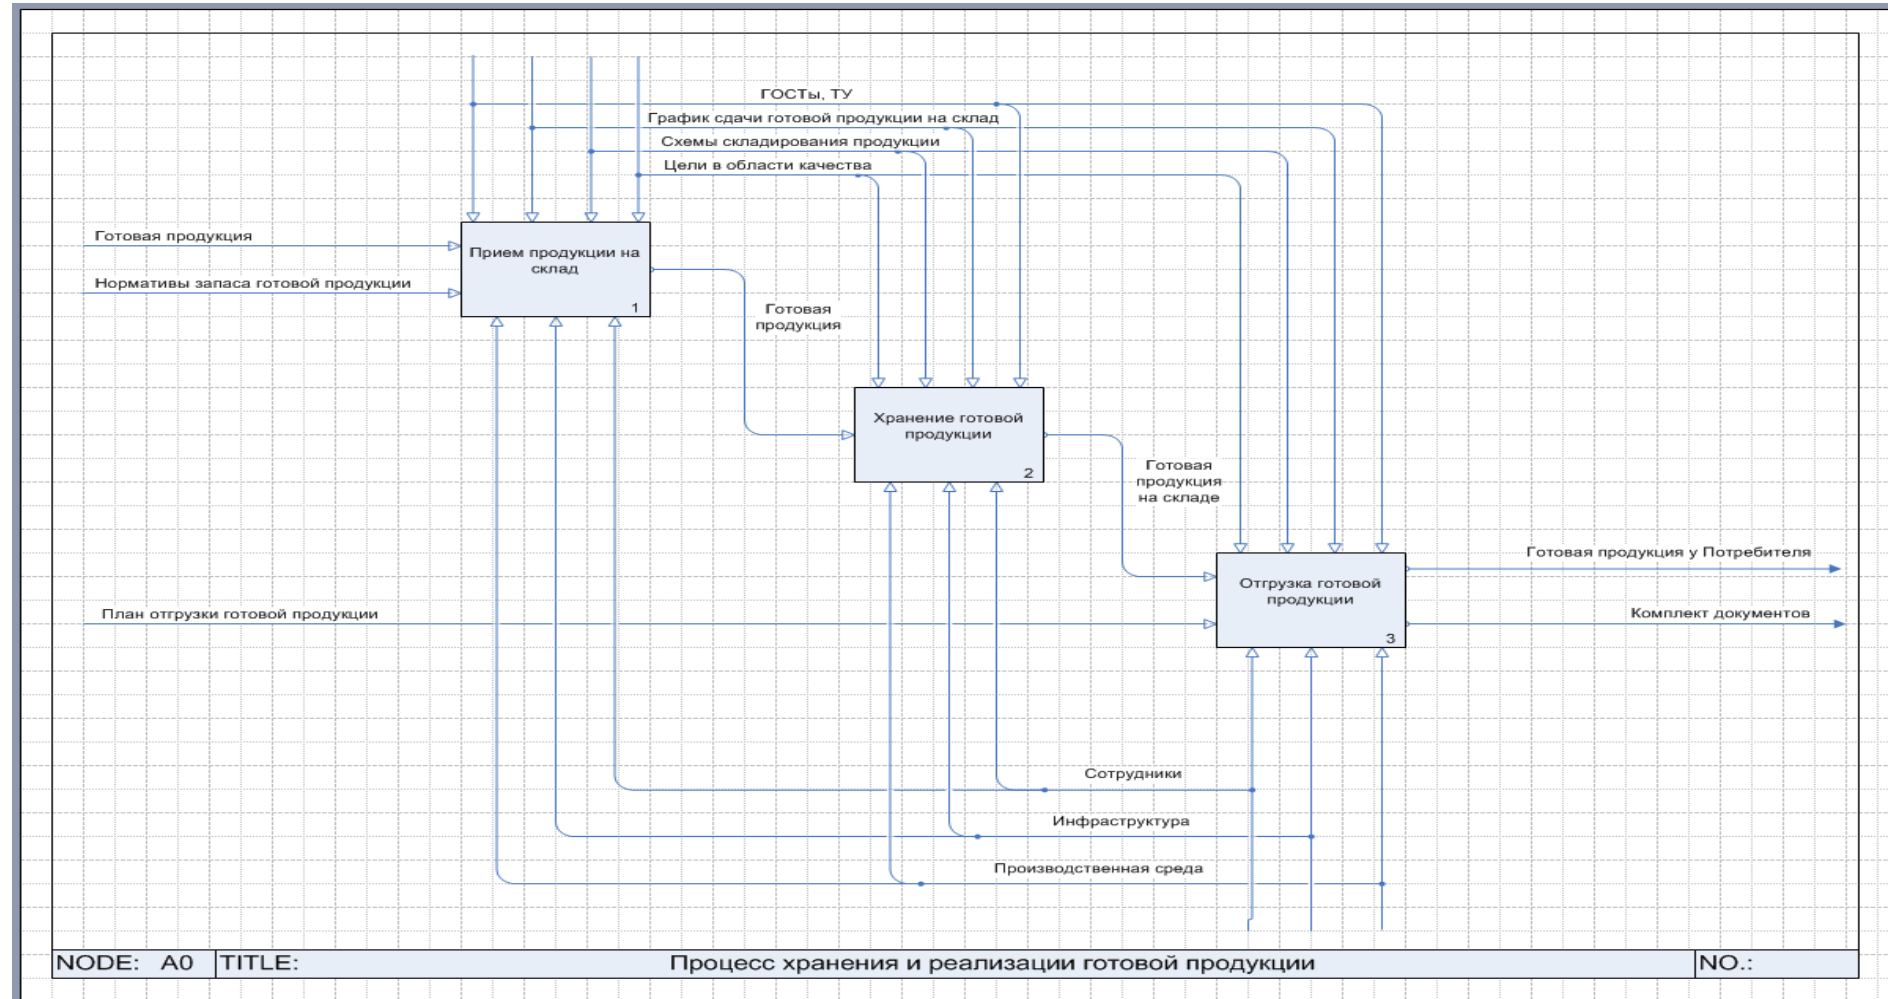 ГОСТы, ТУ
График сдачи готовой продукции на склад
Схемы складирования продукции
Цели в области качества
Готовая продукция
Нормативы запаса готовой продукции
Прием продукции на
склад
1
Готовая
продукция
Хранение готовой
продукции
2
Готовая
продукция
на складе
Отгрузка готовой
продукции
3
Готовая продукция у Потребителя
Комплект документов
План отгрузки готовой продукции
Сотрудники
Инфраструктура
Производственная среда
NODE: A0 TITLE: Процесс хранения и реализации готовой продукции NO.: